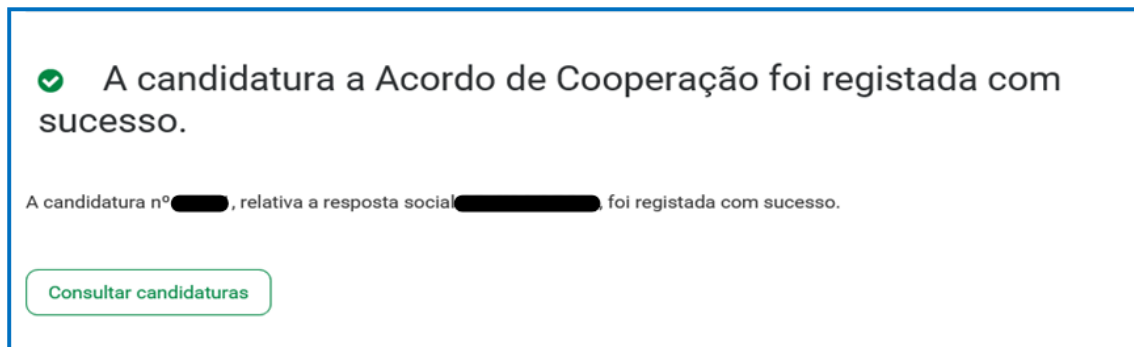 A candidatura a Acordo de Cooperação foi registada com
sucesso.
A candidatura nº , relativa a resposta social , foi registada com sucesso.
Consultar candidaturas